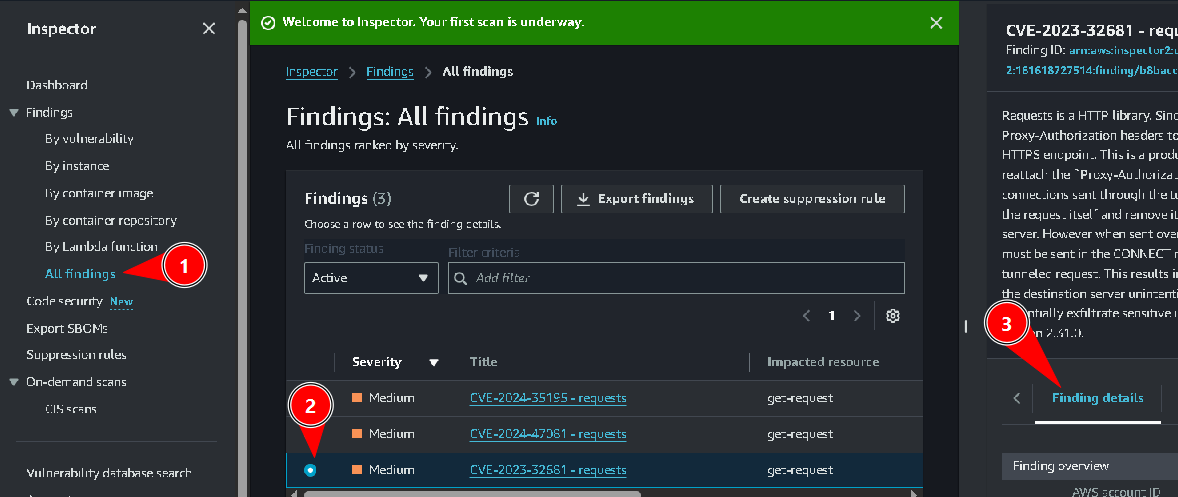 Inspector
Dashboard
Findings
By vulnerability
By instance
By container image
By container repository
By Lambda function
All findings
1
Code security New
Export SBOMs
Suppression rules
On-demand scans
CIS scans
Vulnerability database search
Welcome to Inspector. Your first scan is underway.
Inspector > Findings > All findings
Findings: All findings Info
All findings ranked by severity.
Findings (3)
Export findings
Create suppression rule
Choose a row to see the finding details.
Finding status
Filter criteria
Active
Add filter
1
Severity Title Impacted resource
Medium CVE-2024-35195 - requests get-request
2
Medium CVE-2024-47081 - requests get-request
Medium CVE-2023-32681 - requests get-request
CVE-2023-32681 - requ
Finding ID: arn:aws:inspector2:
2:161618727514:finding/b8bacc
Requests is a HTTP library. Sinc
Proxy-Authorization headers to
HTTPS endpoint. This is a produ
reattach the `Proxy-Authorizat
connections sent through the tu
the request itself and remove it
server. However when sent over
must be sent in the CONNECT r
tunneled request. This results in
the destination server unintenti
entially exfiltrate sensitive
3
on 2.31.0.
Finding details
Finding overview
AWS account ID